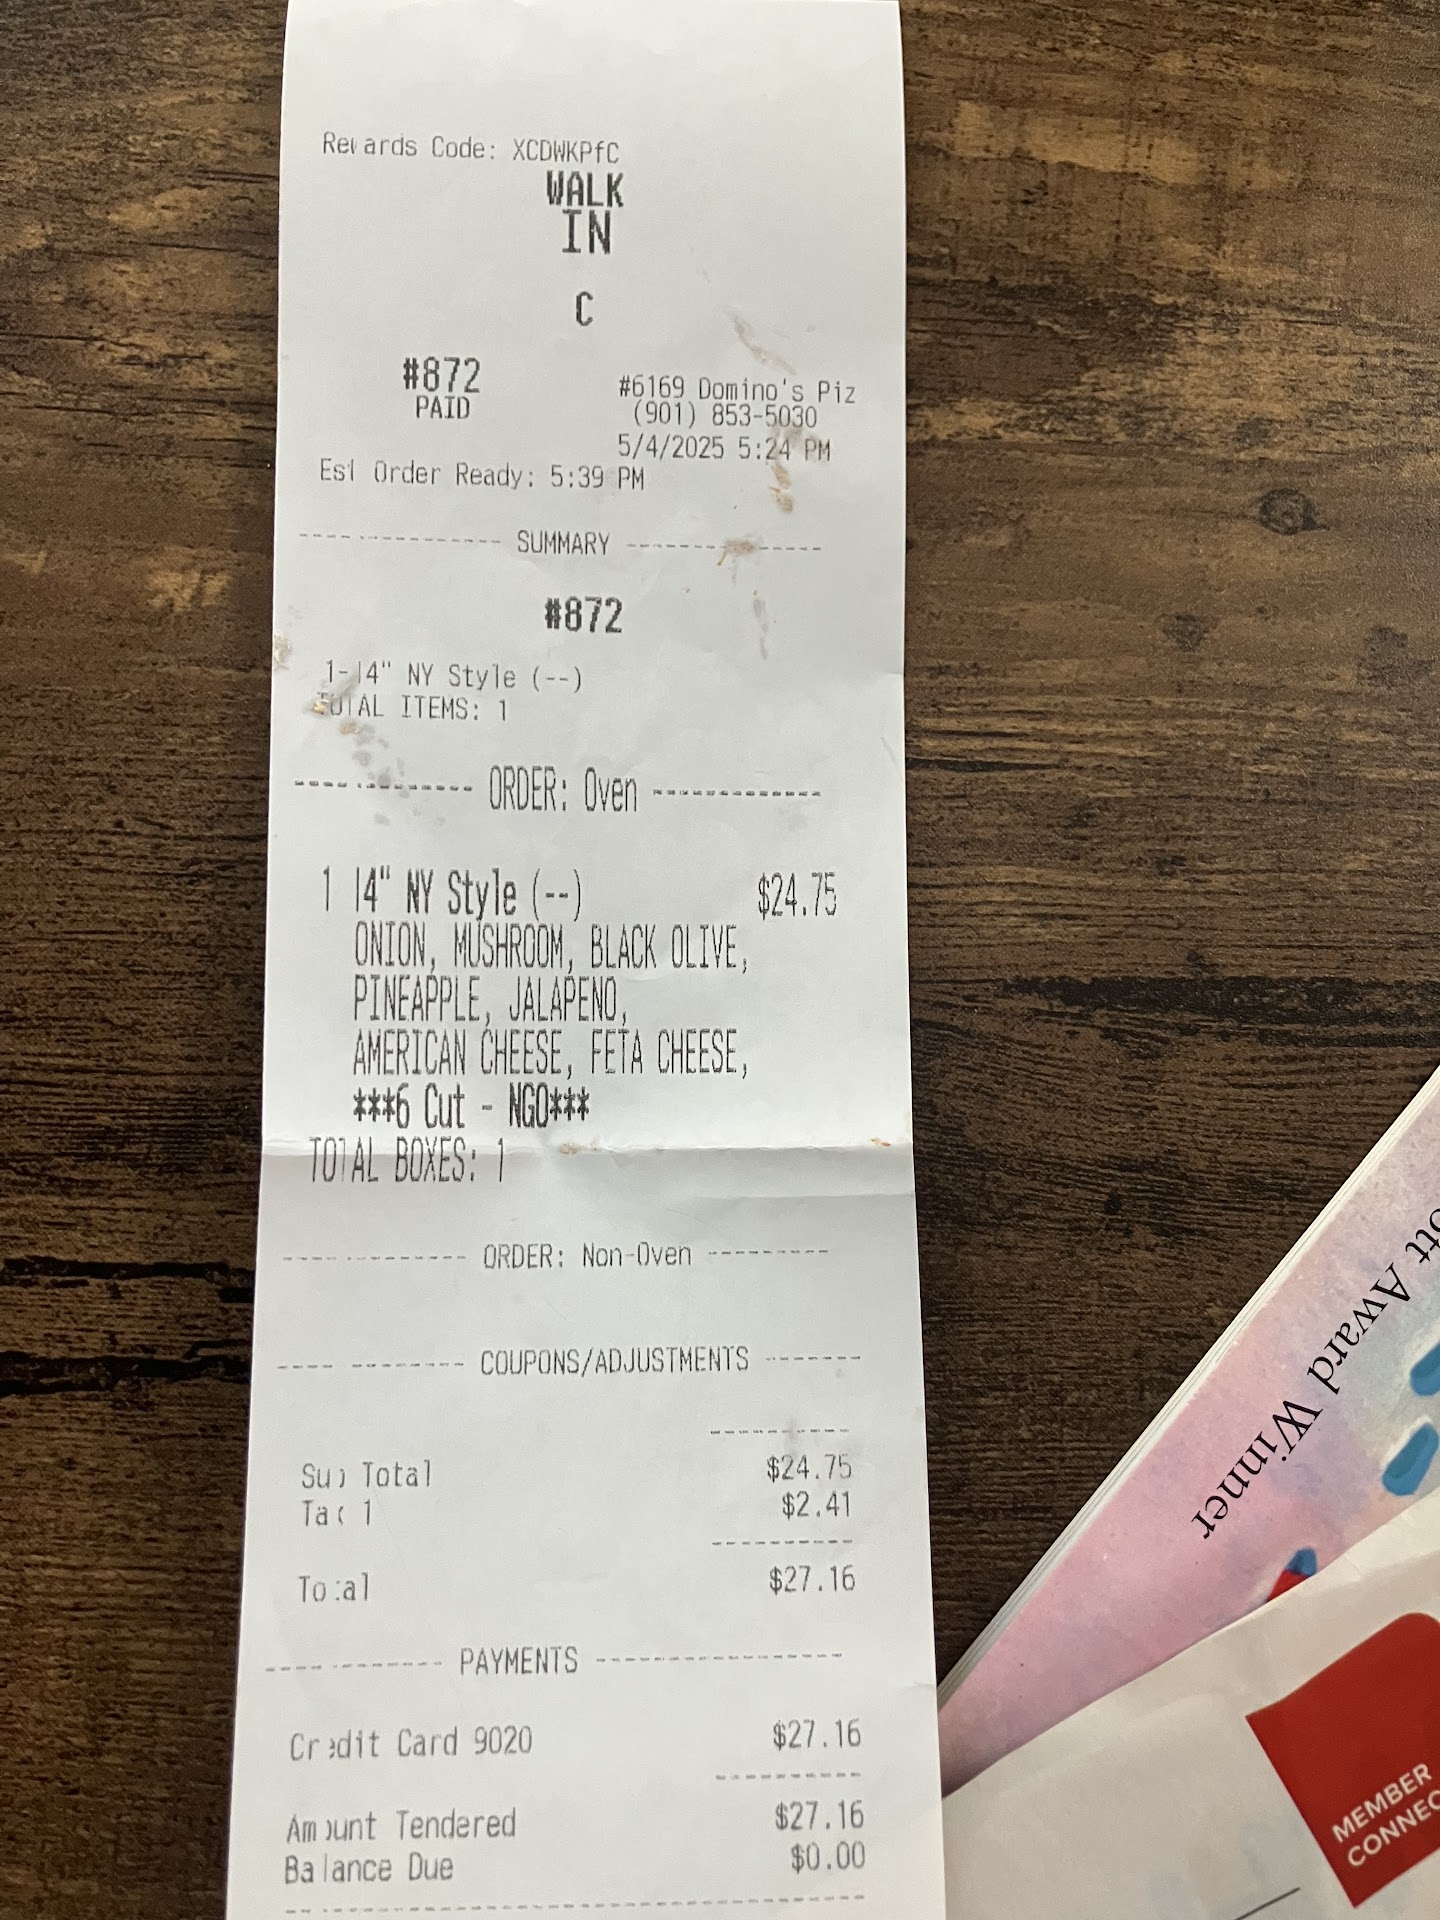 Rewards Code: XCDWKPfC
WALK
IN
C
#872
PAID
#6169 Domino's Piz
(901) 853-5030
5/4/2025 5:24 PM
Est Order Ready: 5:39 PM
------------- SUMMARY -------------
#872
1-14" NY Style (--)
TOTAL ITEMS: 1
------------- ORDER: Oven -------------
1 14" NY Style (--) $24.75
ONION, MUSHROOM, BLACK OLIVE,
PINEAPPLE, JALAPENO,
AMERICAN CHEESE, FETA CHEESE,
***6 Cut - NGO***
TOTAL BOXES: 1
------------- ORDER: Non-Oven ----------
------------- COUPONS/ADJUSTMENTS -------
Sub Total $24.75
Tax 1 $2.41
Total $27.16
------------- PAYMENTS ------------------
Credit Card 9020 $27.16
Amount Tendered $27.16
Balance Due $0.00
Award Winner
MEMBER